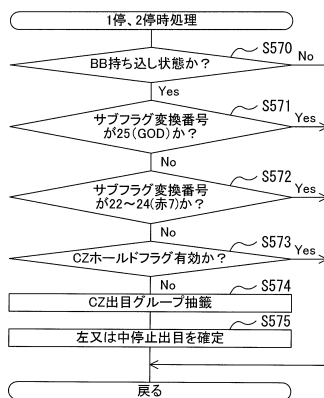 1停、2停時処理
S570
BB持ち込し状態か?
No
Yes
S571
サブフラグ変換番号
が25(GOD)か?
Yes
No
S572
サブフラグ変換番号
が22~24(赤7)か?
Yes
No
S573
CZホールドフラグ有効か?
Yes
No
S574
CZ出目グループ抽籤
S575
左又は中停止出目を確定
戻る